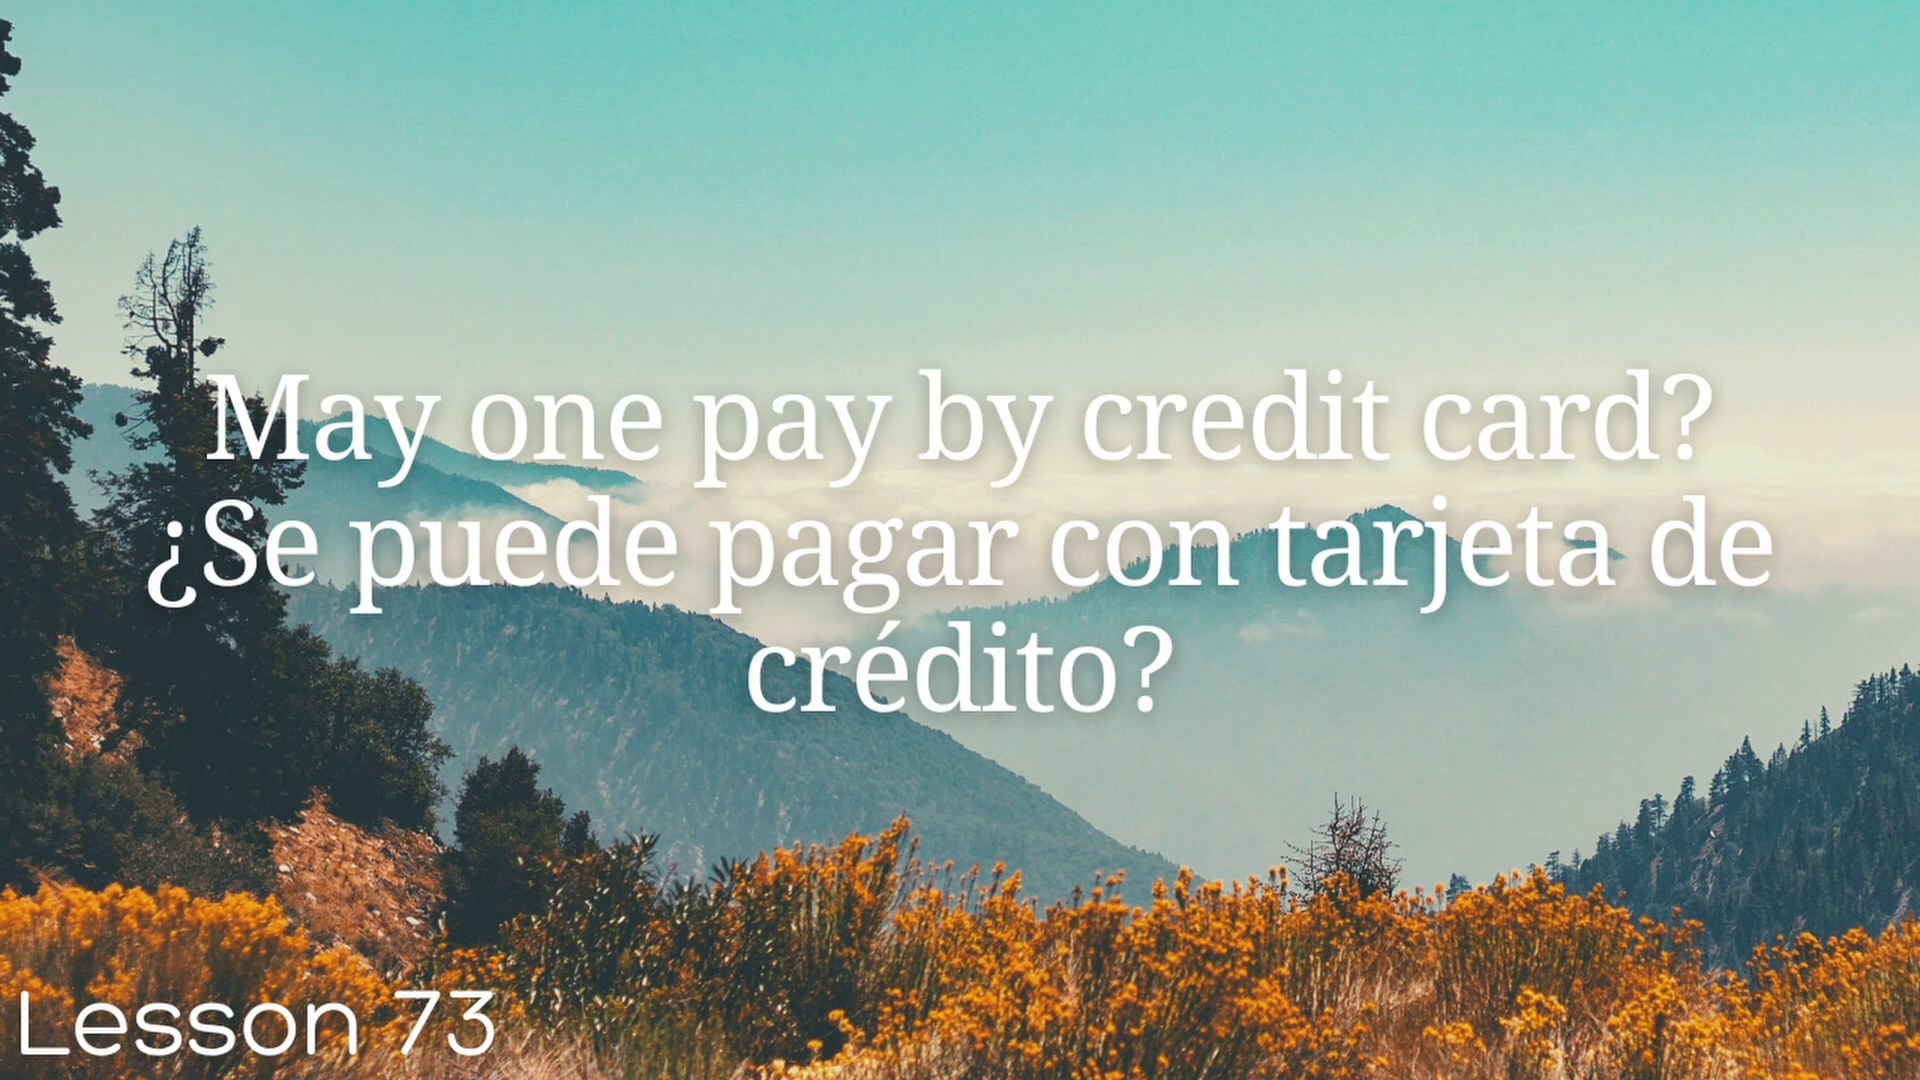 May one pay by credit card?
¿Se puede pagar con tarjeta de
crédito?
Lesson 73